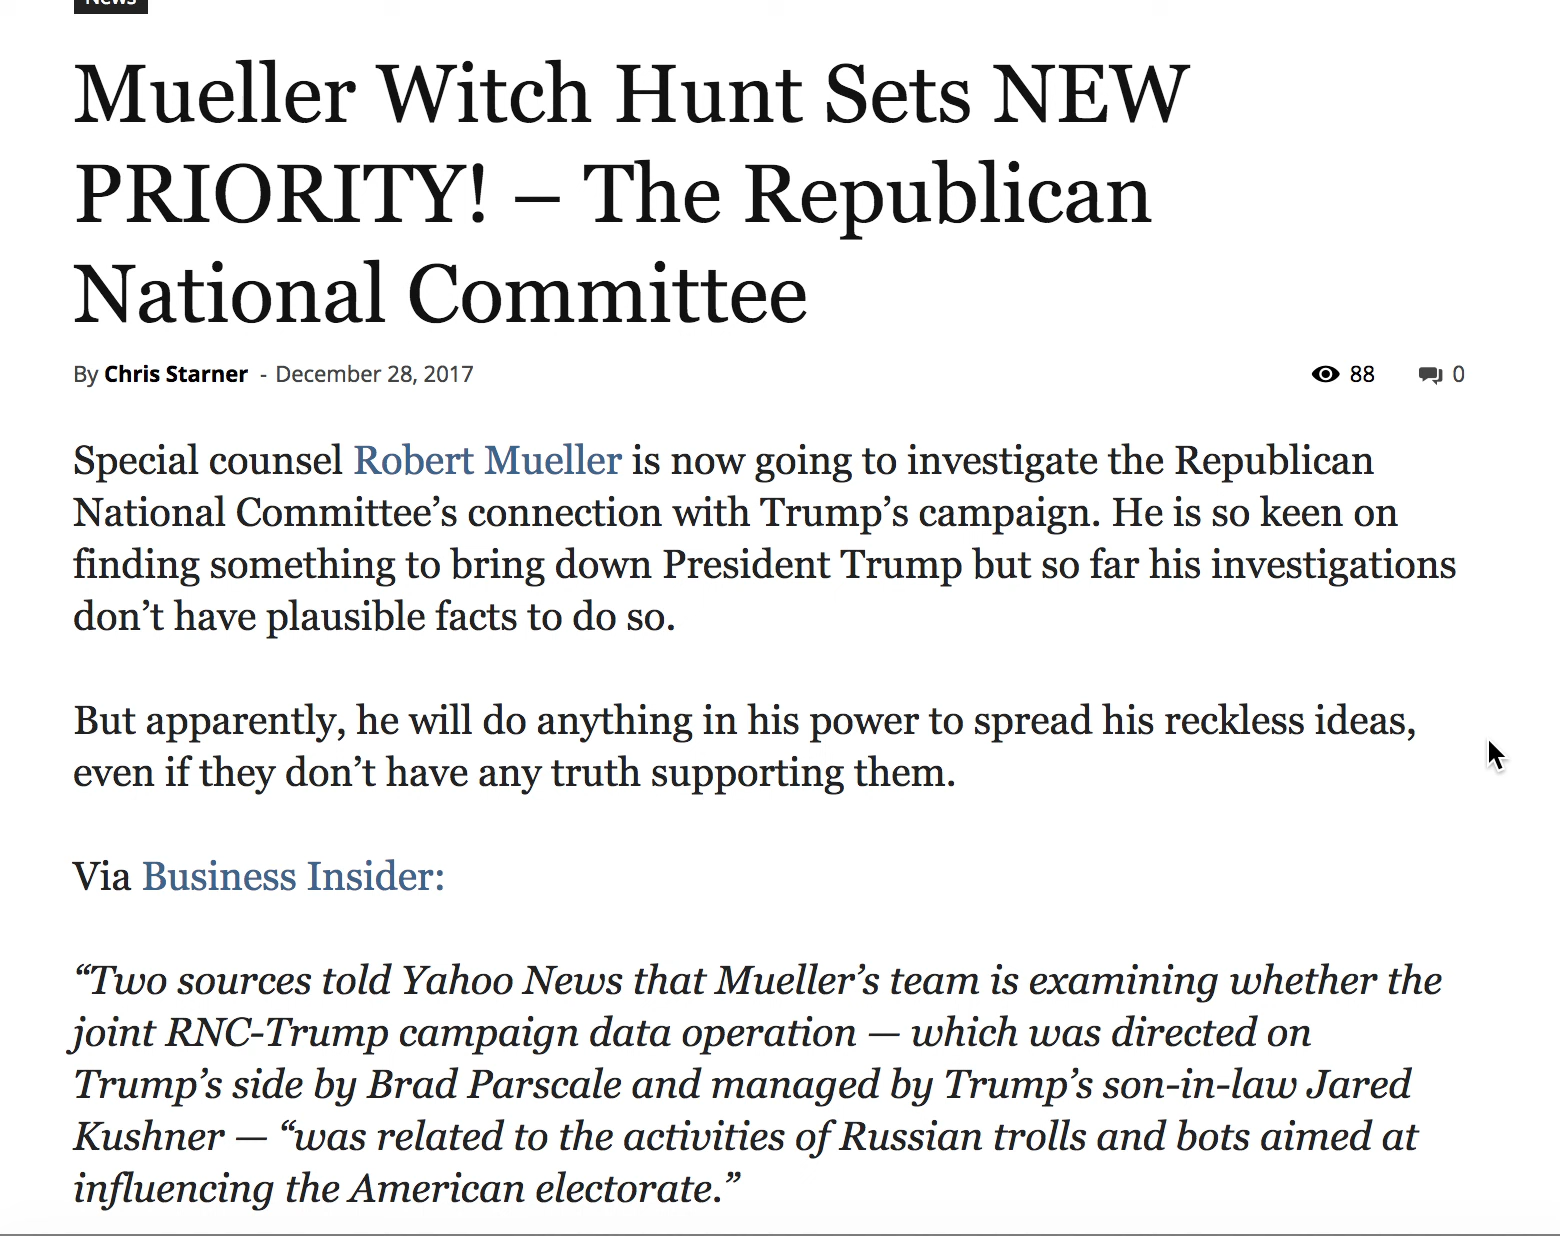 News
Mueller Witch Hunt Sets NEW
PRIORITY! – The Republican
National Committee
By Chris Starner - December 28, 2017 88 0
Special counsel Robert Mueller is now going to investigate the Republican
National Committee’s connection with Trump’s campaign. He is so keen on
finding something to bring down President Trump but so far his investigations
don’t have plausible facts to do so.
But apparently, he will do anything in his power to spread his reckless ideas,
even if they don’t have any truth supporting them.
Via Business Insider:
“Two sources told Yahoo News that Mueller’s team is examining whether the
joint RNC-Trump campaign data operation — which was directed on
Trump’s side by Brad Parscale and managed by Trump’s son-in-law Jared
Kushner — “was related to the activities of Russian trolls and bots aimed at
influencing the American electorate.”